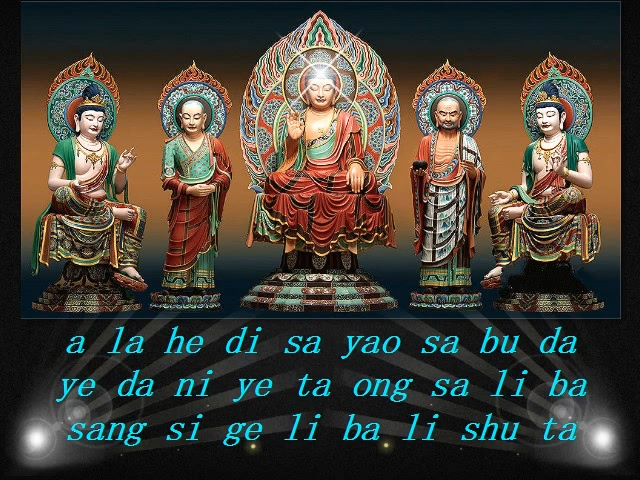 a la he di sa yao sa bu da
ye da ni ye ta ong sa li ba
sang si ge li ba li shu ta